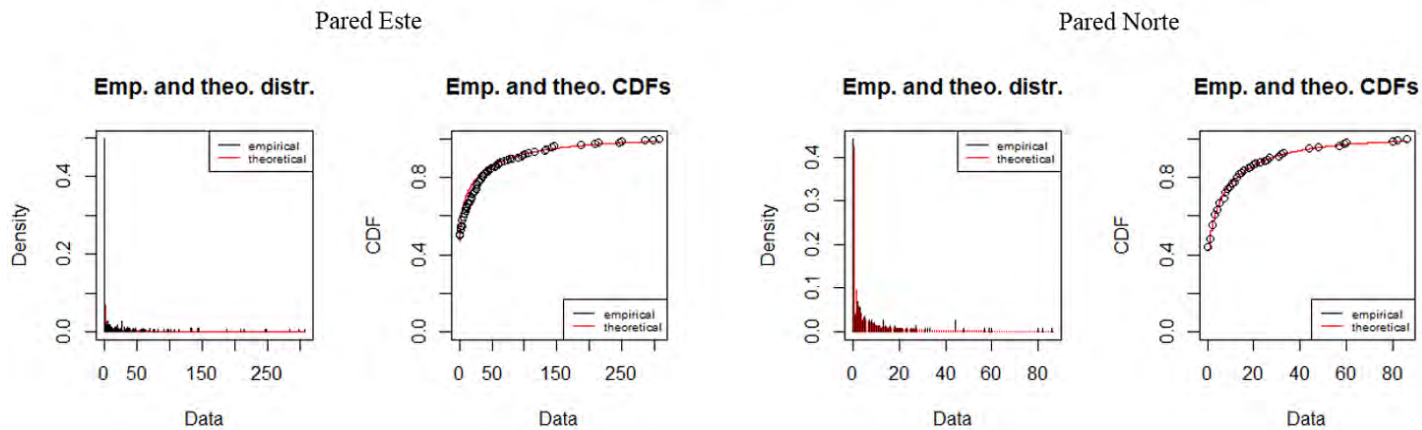 Pared Este
Pared Norte
Emp. and theo. distr.
Emp. and theo. CDFs
Emp. and theo. distr.
Emp. and theo. CDFs
empirical
theoretical
Density
0.0 0.2 0.4
0 50 150 250
Data
CDF
0.0 0.4 0.8
empirical
theoretical
0 50 150 250
Data
empirical
theoretical
Density
0.0 0.1 0.2 0.3 0.4
0 20 40 60 80
Data
CDF
0.0 0.4 0.8
empirical
theoretical
0 20 40 60 80
Data